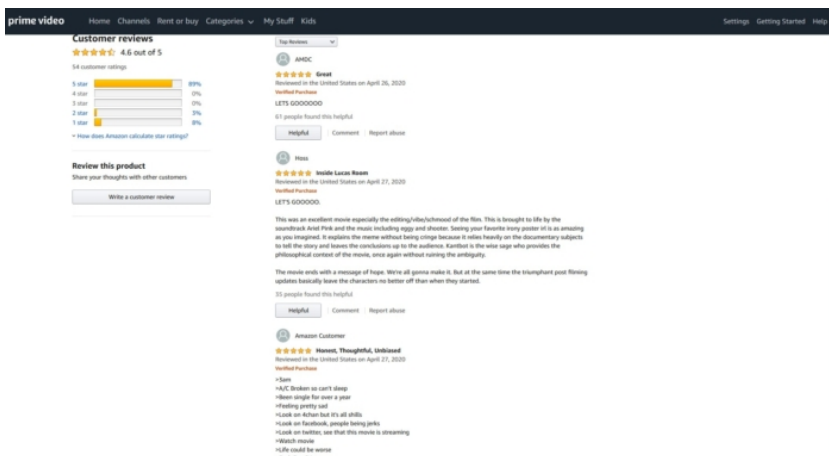 prime video Home Channels Rent or buy Categories My Stuff Kids Settings Getting Started Help
Customer reviews
4.6 out of 5
54 customer ratings
5 star 89%
4 star 0%
3 star 0%
2 star 3%
1 star 8%
How does Amazon calculate star ratings?
Review this product
Share your thoughts with other customers
Write a customer review
Top Reviews
AMDC
Great
Reviewed in the United States on April 26, 2020
Verified Purchase
LETS GOOOOOO
61 people found this helpful
Helpful | Comment | Report abuse
Hoss
Inside Lucas Room
Reviewed in the United States on April 27, 2020
Verified Purchase
LET'S GOOOOO.
This was an excellent movie especially the editing/vibe/schmood of the film. This is brought to life by the
soundtrack Ariel Pink and the music including eggy and shooter. Seeing your favorite irony poster irl is as amazing
as you imagined. It explains the meme without being cringe because it relies heavily on the documentary subjects
to tell the story and leaves the conclusions up to the audience. Kantbot is the wise sage who provides the
philosophical context of the movie, once again without ruining the ambiguity.
The movie ends with a message of hope. We're all gonna make it. But at the same time the triumphant post filming
updates basically leave the characters no better off than when they started.
35 people found this helpful
Helpful | Comment | Report abuse
Amazon Customer
Honest, Thoughtful, Unbiased
Reviewed in the United States on April 27, 2020
Verified Purchase
>5am
>A/C Broken so can't sleep
>Been single for over a year
>Feeling pretty sad
>Look on 4chan but it's all shills
>Look on facebook, people being jerks
>Look on twitter, see that this movie is streaming
>Watch movie
>Life could be worse